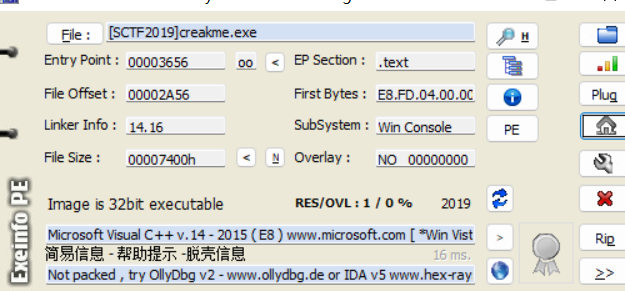 File : [SCTF2019]creakme.exe H
Entry Point : 00003656 oo < EP Section : .text
File Offset : 00002A56 First Bytes : E8.FD.04.00.00
Linker Info : 14.16 SubSystem : Win Console PE Plug
File Size : 00007400h < N Overlay : NO 00000000
Image is 32bit executable RES/OVL : 1 / 0 % 2019
Microsoft Visual C++ v.14 - 2015 ( E8 ) www.microsoft.com [ *Win Vist > Rip
简易信息 - 帮助提示 - 脱壳信息 16 ms.
Not packed , try OllyDbg v2 - www.ollydbg.de or IDA v5 www.hex-ray >>
Exeinfo PE